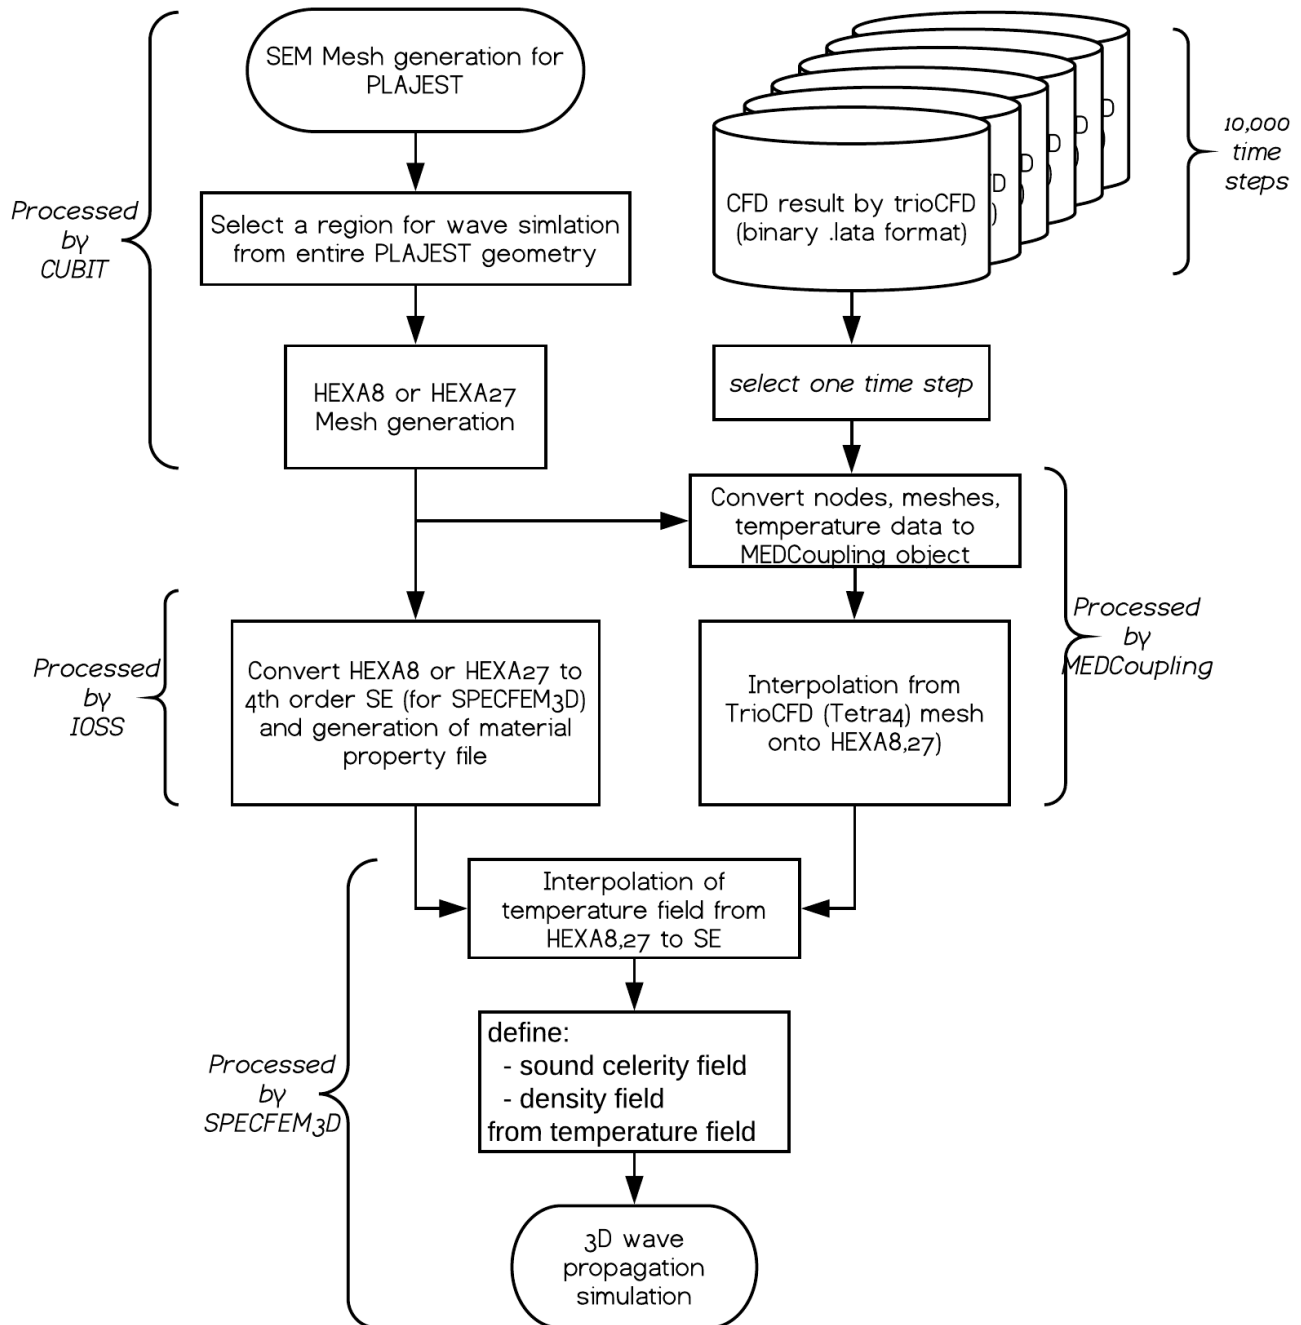 SEM Mesh generation for
PLAJEST
CFD result by trioCFD
(binary .lata format)
D
)
D
)
D
)
D
)
D
)
10,000
time
steps
Processed
by
CUBIT
Select a region for wave simlation
from entire PLAJEST geometry
HEXA8 or HEXA27
Mesh generation
select one time step
Convert nodes, meshes,
temperature data to
MEDCoupling object
Processed
by
IOSS
Convert HEXA8 or HEXA27 to
4th order SE (for SPECFEM3D)
and generation of material
property file
Interpolation from
TrioCFD (Tetra4) mesh
onto HEXA8,27)
Processed
by
MEDCoupling
Interpolation of
temperature field from
HEXA8,27 to SE
Processed
by
SPECFEM3D
define:
- sound celerity field
- density field
from temperature field
3D wave
propagation
simulation